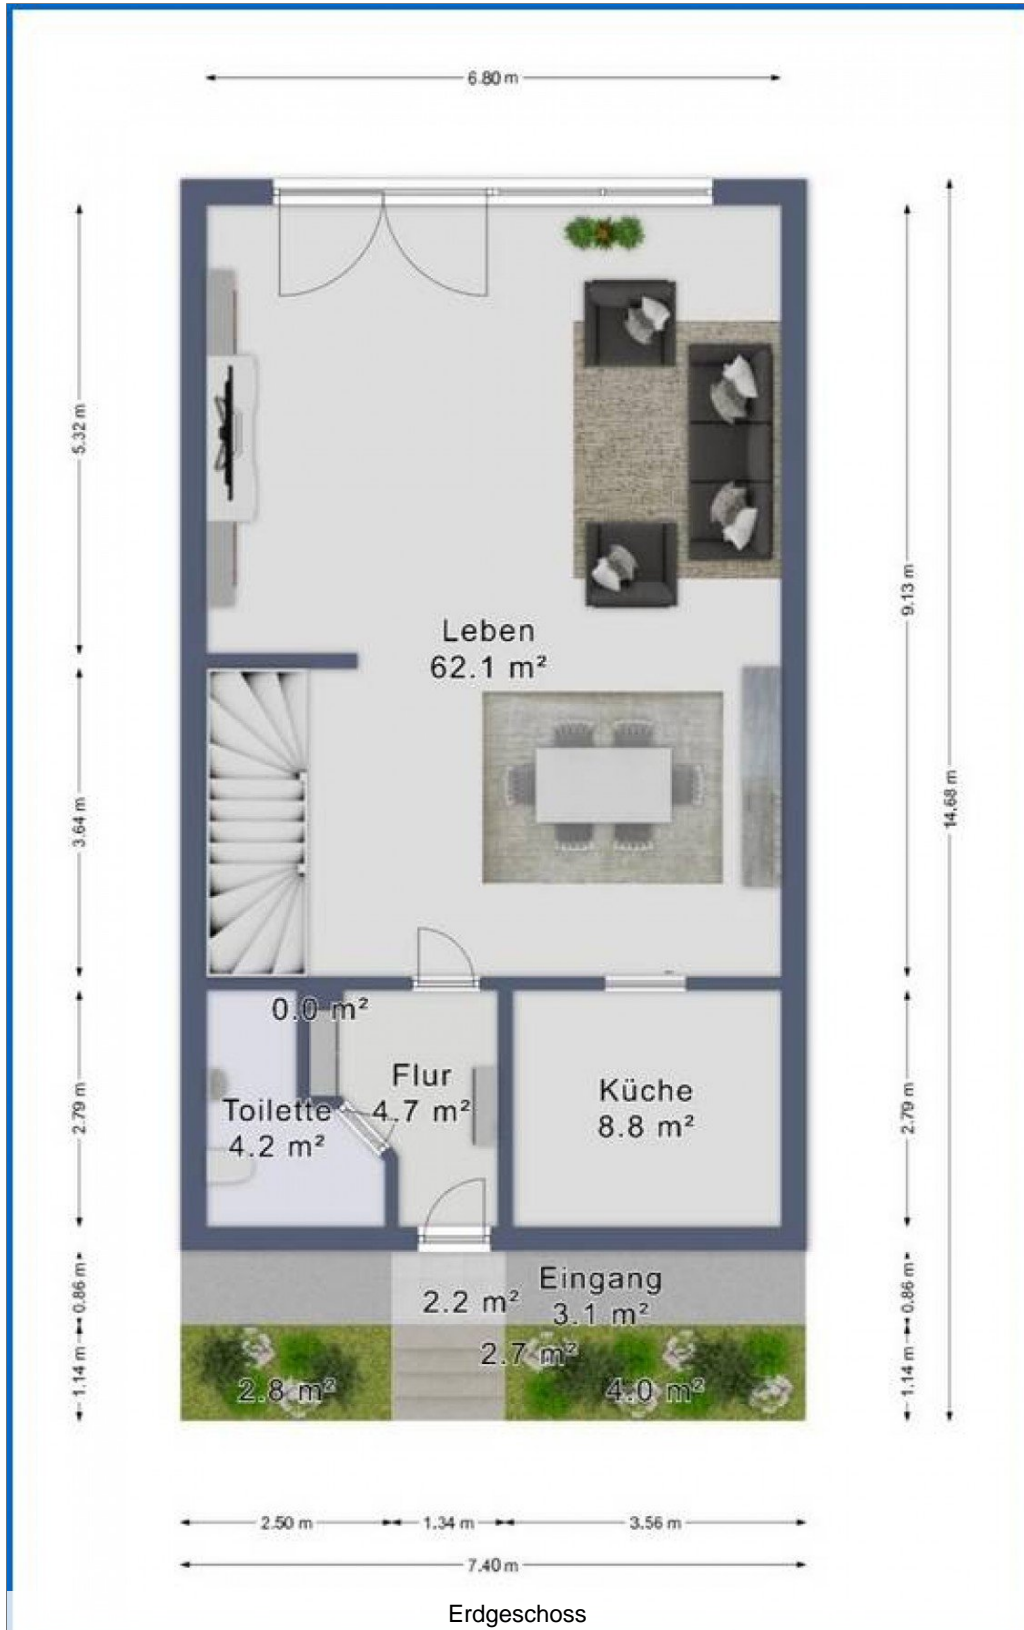 6.80 m
5.32 m
9.13 m
Leben
62.1 m²
3.64 m
14.68 m
0.0 m²
Flur
4.7 m²
Toilette
4.2 m²
Küche
8.8 m²
2.79 m
2.79 m
Eingang
3.1 m²
2.2 m²
0.86 m
0.86 m
2.7 m²
2.8 m²
4.0 m²
1.14 m
1.14 m
2.50 m
1.34 m
3.56 m
7.40 m
Erdgeschoss